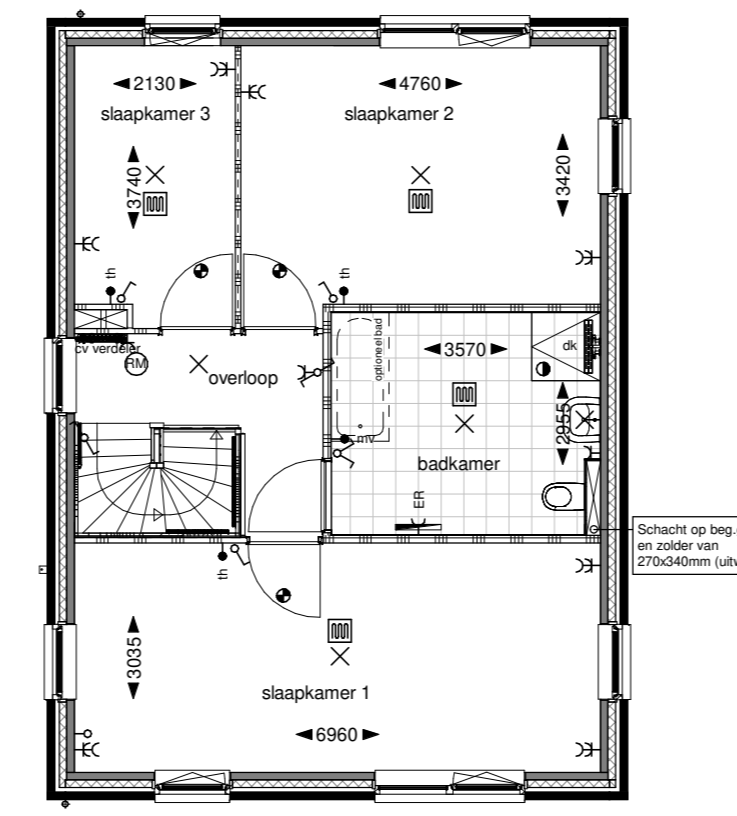 2130
4760
slaapkamer 3
slaapkamer 2
3740
3420
th
th
cv verdeler
RM
overloop
optioneel bad
3570
dk
2955
mv
badkamer
ER
Schacht op beg.
en zolder van
270x340mm (uitw
th
3035
slaapkamer 1
6960